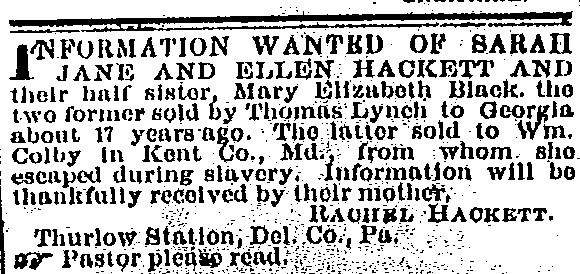 INFORMATION WANTED OF SARAH
JANE AND ELLEN HACKETT AND
their half sister, Mary Elizabeth Black. the
two former sold by Thomas Lynch to Georgia
about 17 years ago. The latter sold to Wm.
Colby in Kent Co., Md., from whom she
escaped during slavery. Information will be
thankfully received by their mother,
RACHEL HACKETT.
Thurlow Station, Del. Co., Pa.
☞ Pastor please read.